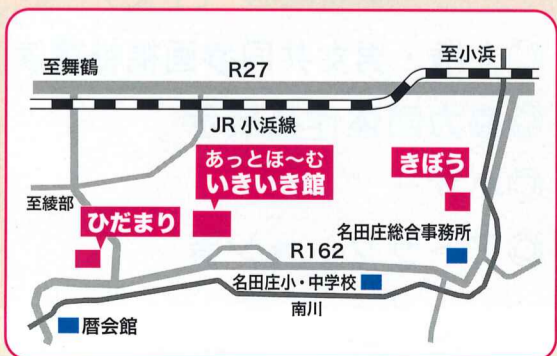 至舞鶴
R27
至小浜
JR 小浜線
あっとほ〜む
いきいき館
きぼう
至綾部
ひだまり
名田庄総合事務所
R162
名田庄小・中学校
南川
暦会館